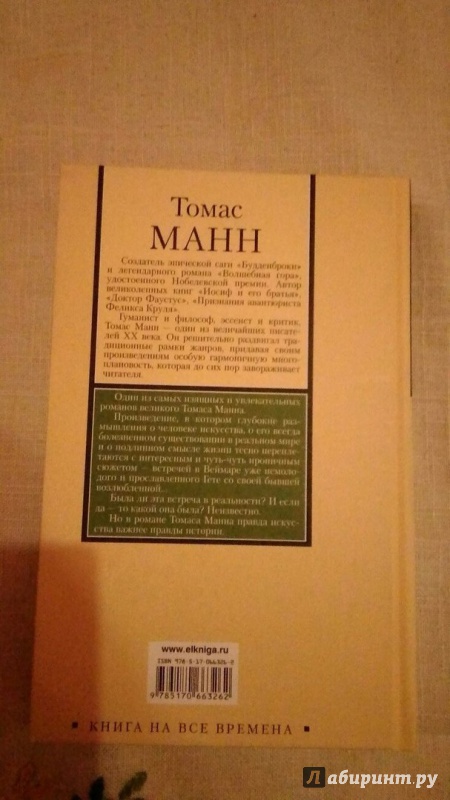 Томас
МАНН
Создатель эпической саги «Будденброки»
и легендарного романа «Волшебная гора»,
удостоенного Нобелевской премии. Автор
великолепных книг «Иосиф и его братья»,
«Доктор Фаустус», «Признания авантюриста
Феликса Круля».
Гуманист и философ, эссеист и критик,
Томас Манн — один из величайших писате-
лей XX века. Он решительно раздвигал тра-
диционные рамки жанров, придавая своим
произведениям особую гармоничную много-
плановость, которая до сих пор завораживает
читателя.
Один из самых изящных и увлекательных
романов великого Томаса Манна.
Произведение, в котором глубокие раз-
мышления о человеке искусства, о его всегда
болезненном существовании в реальном мире
и о подлинном смысле жизни тесно перепле-
таются с интересным и чуть-чуть ироничным
сюжетом — встречей в Веймаре уже немоло-
дого и прославленного Гете со своей бывшей
возлюбленной...
Была ли эта встреча в реальности? И если
да — то какой она была? Неизвестно.
Но в романе Томаса Манна правда искус-
ства важнее правды истории.
www.elkniga.ru
ISBN 978-5-17-066326-2
9785170663262
КНИГА НА ВСЕ ВРЕМЕНА
Лабиринт.ру